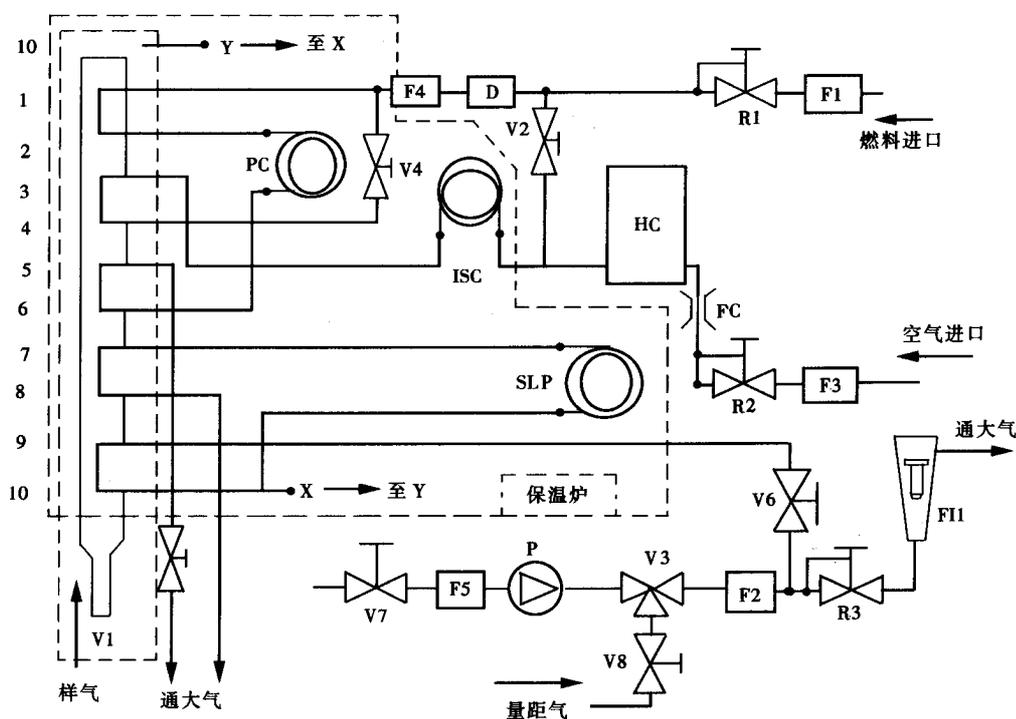 10 Y 至 X
1 F4 D R1 F1
燃料进口
2 PC V4 V2
3
4 ISC HC
5
6 FC
空气进口
7 SLP R2 F3
8
9 通大气
10 X 至 Y 保温炉 V6 FI1
P V3
V7 F5 F2 R3
V1 V8
样气 通大气 量距气